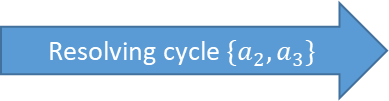 Resolving cycle {𝑎₂, 𝑎₃}